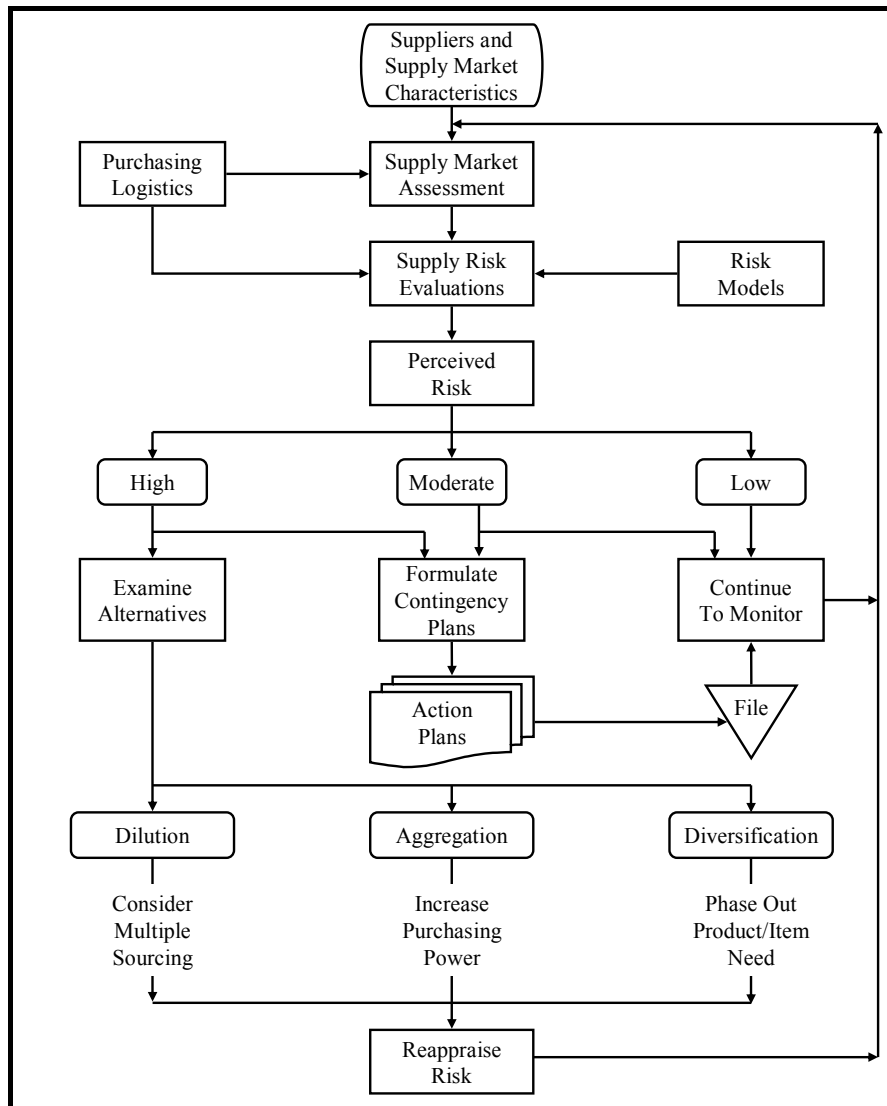 Suppliers and
Supply Market
Characteristics
Purchasing
Logistics
Supply Market
Assessment
Supply Risk
Evaluations
Risk
Models
Perceived
Risk
High
Moderate
Low
Examine
Alternatives
Formulate
Contingency
Plans
Continue
To Monitor
Action
Plans
File
Dilution
Aggregation
Diversification
Consider
Multiple
Sourcing
Increase
Purchasing
Power
Phase Out
Product/Item
Need
Reappraise
Risk